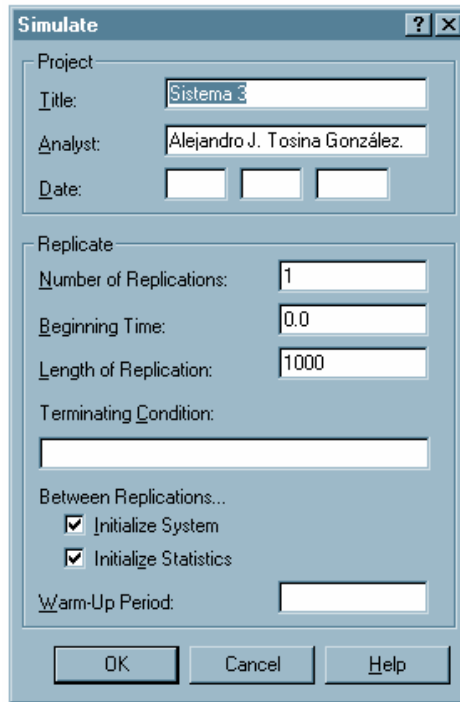 Simulate
Project
Title: Sistema 3
Analyst: Alejandro J. Tosina González.
Date:
Replicate
Number of Replications: 1
Beginning Time: 0.0
Length of Replication: 1000
Terminating Condition:
Between Replications...
Initialize System
Initialize Statistics
Warm-Up Period:
OK Cancel Help